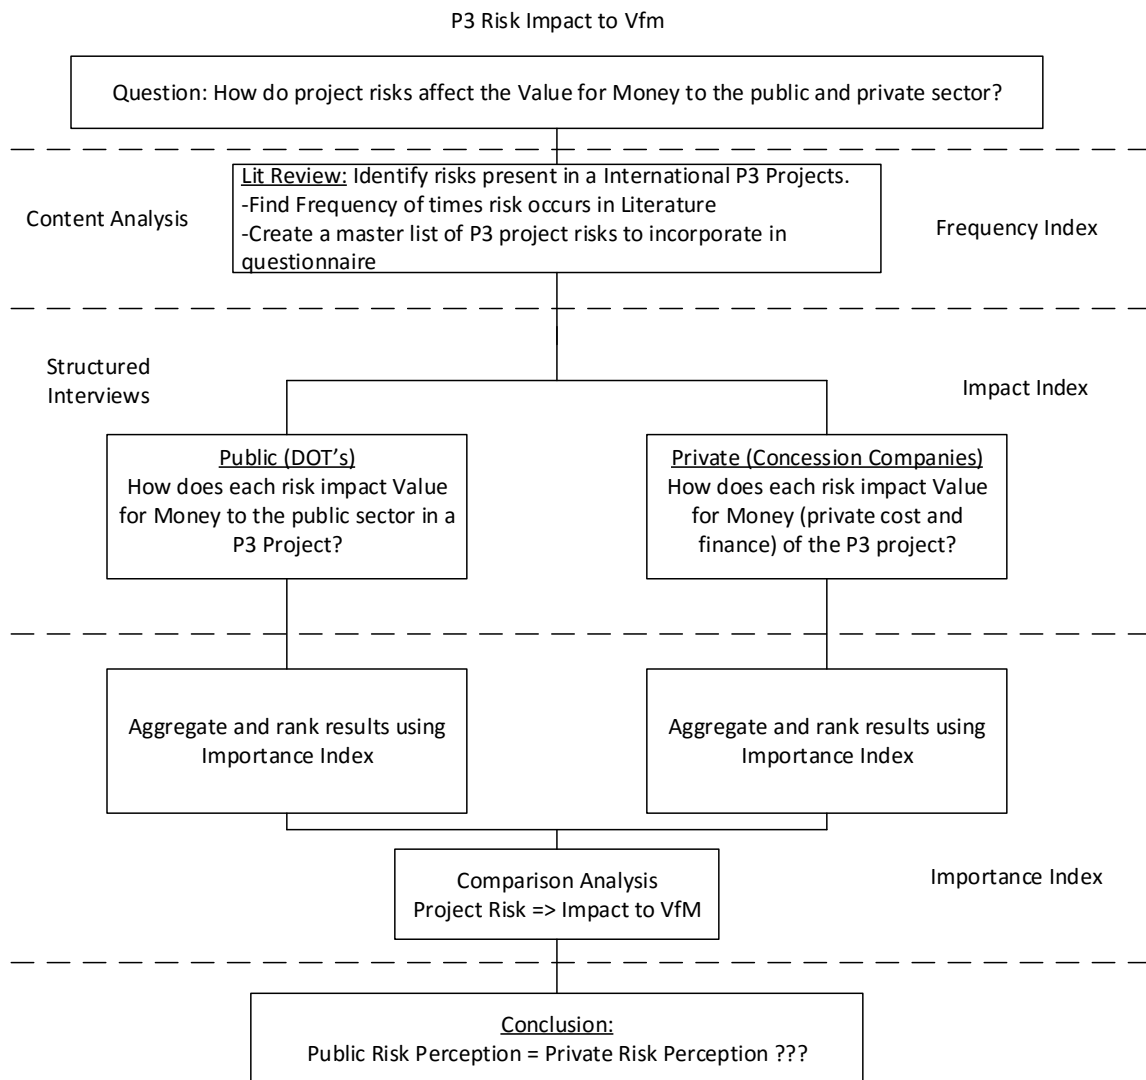 P3 Risk Impact to Vfm
Question: How do project risks affect the Value for Money to the public and private sector?
Content Analysis
Lit Review: Identify risks present in a International P3 Projects.
-Find Frequency of times risk occurs in Literature
-Create a master list of P3 project risks to incorporate in
questionnaire
Frequency Index
Structured
Interviews
Impact Index
Public (DOT’s)
How does each risk impact Value
for Money to the public sector in a
P3 Project?
Private (Concession Companies)
How does each risk impact Value
for Money (private cost and
finance) of the P3 project?
Aggregate and rank results using
Importance Index
Aggregate and rank results using
Importance Index
Comparison Analysis
Project Risk => Impact to VfM
Importance Index
Conclusion:
Public Risk Perception = Private Risk Perception ???